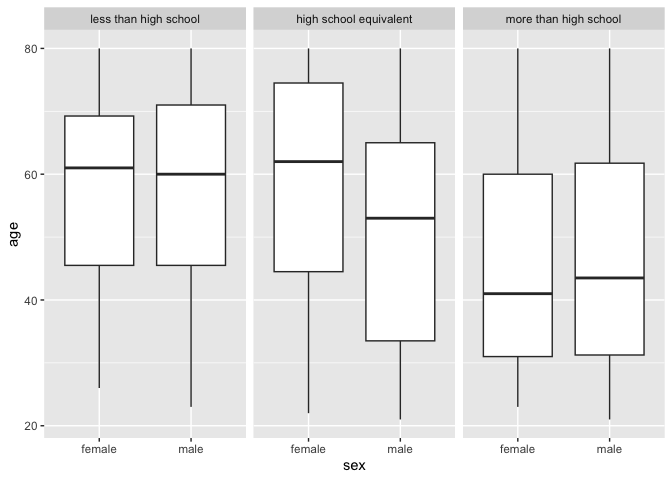 less than high school
high school equivalent
more than high school
80
60
40
20
age
female
male
female
male
female
male
sex